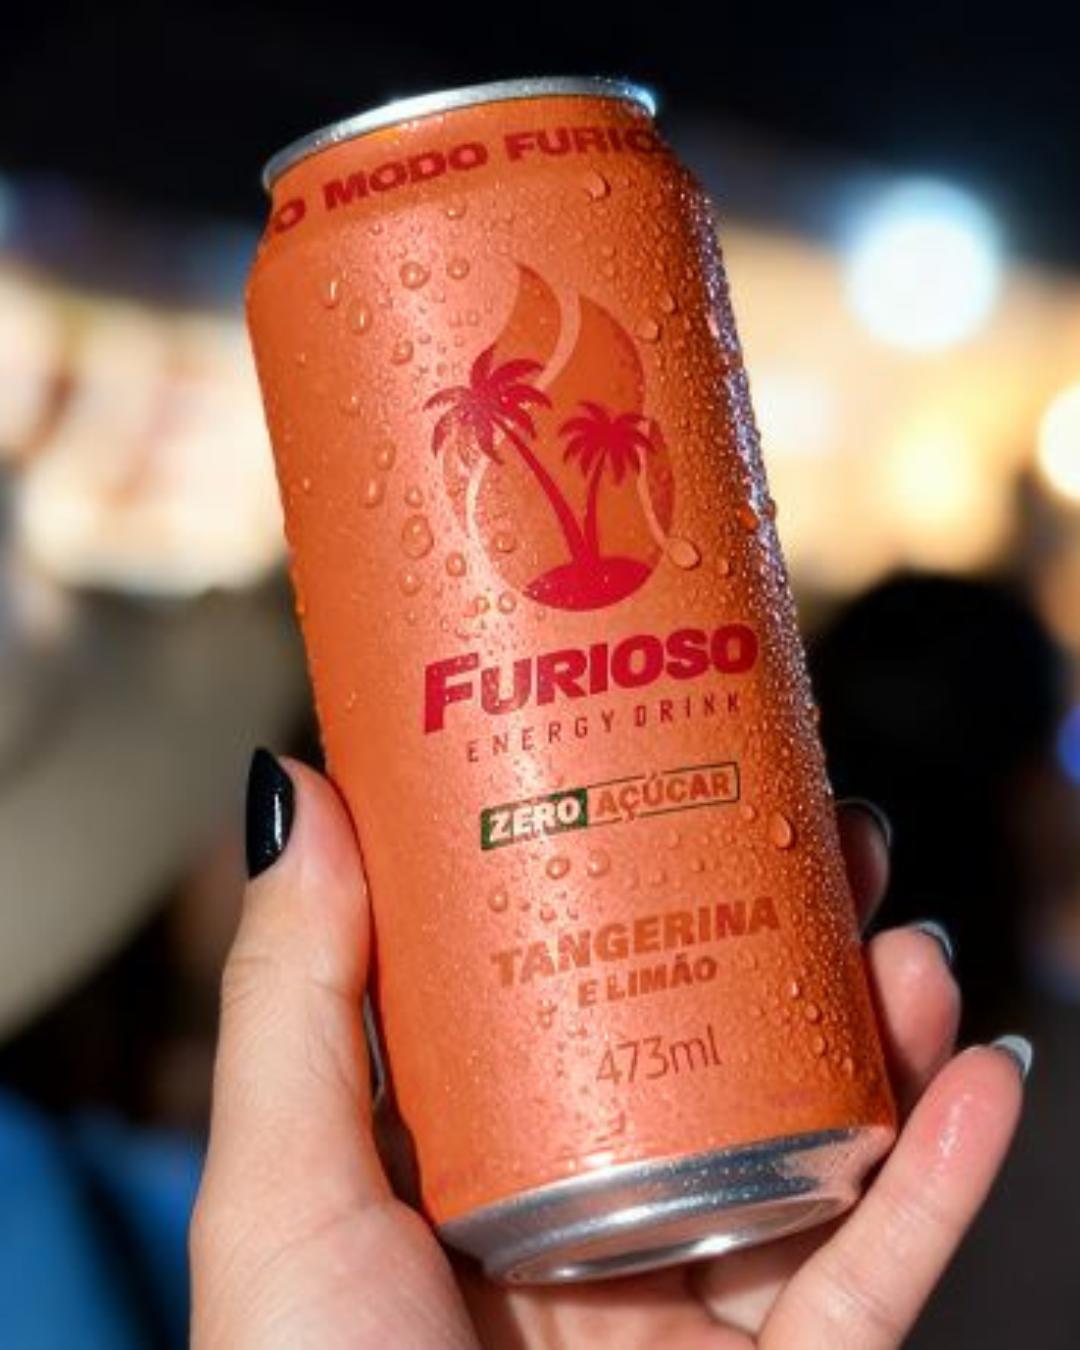 O MODO FURIO
FURIOSO
ENERGY DRINK
ZERO AÇÚCAR
TANGERINA
E LIMÃO
473ml